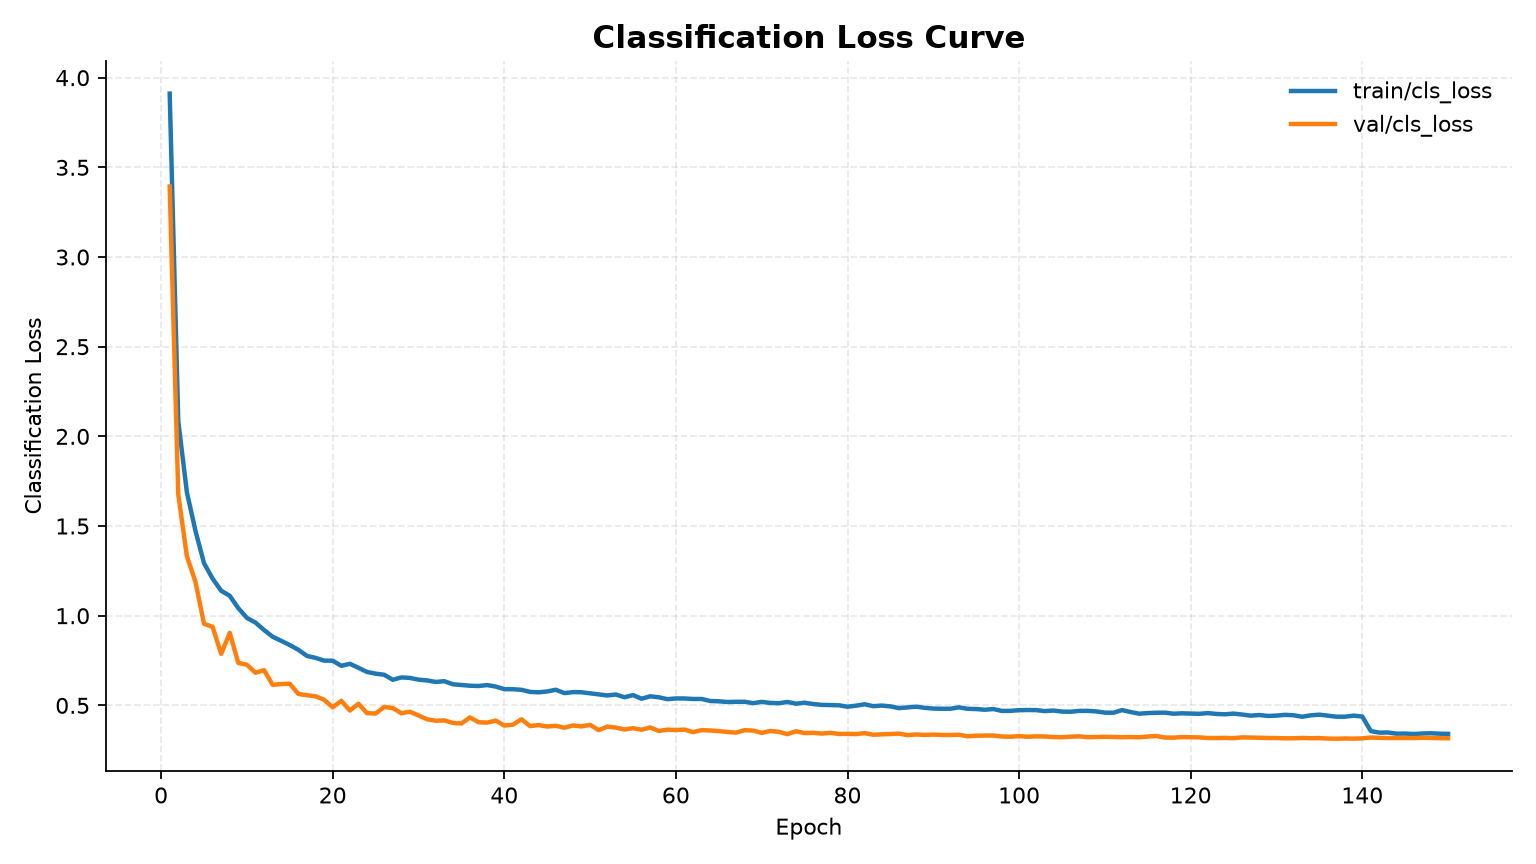 Classification Loss Curve
train/cls_loss
val/cls_loss
Classification Loss
4.0
3.5
3.0
2.5
2.0
1.5
1.0
0.5
0 20 40 60 80 100 120 140
Epoch